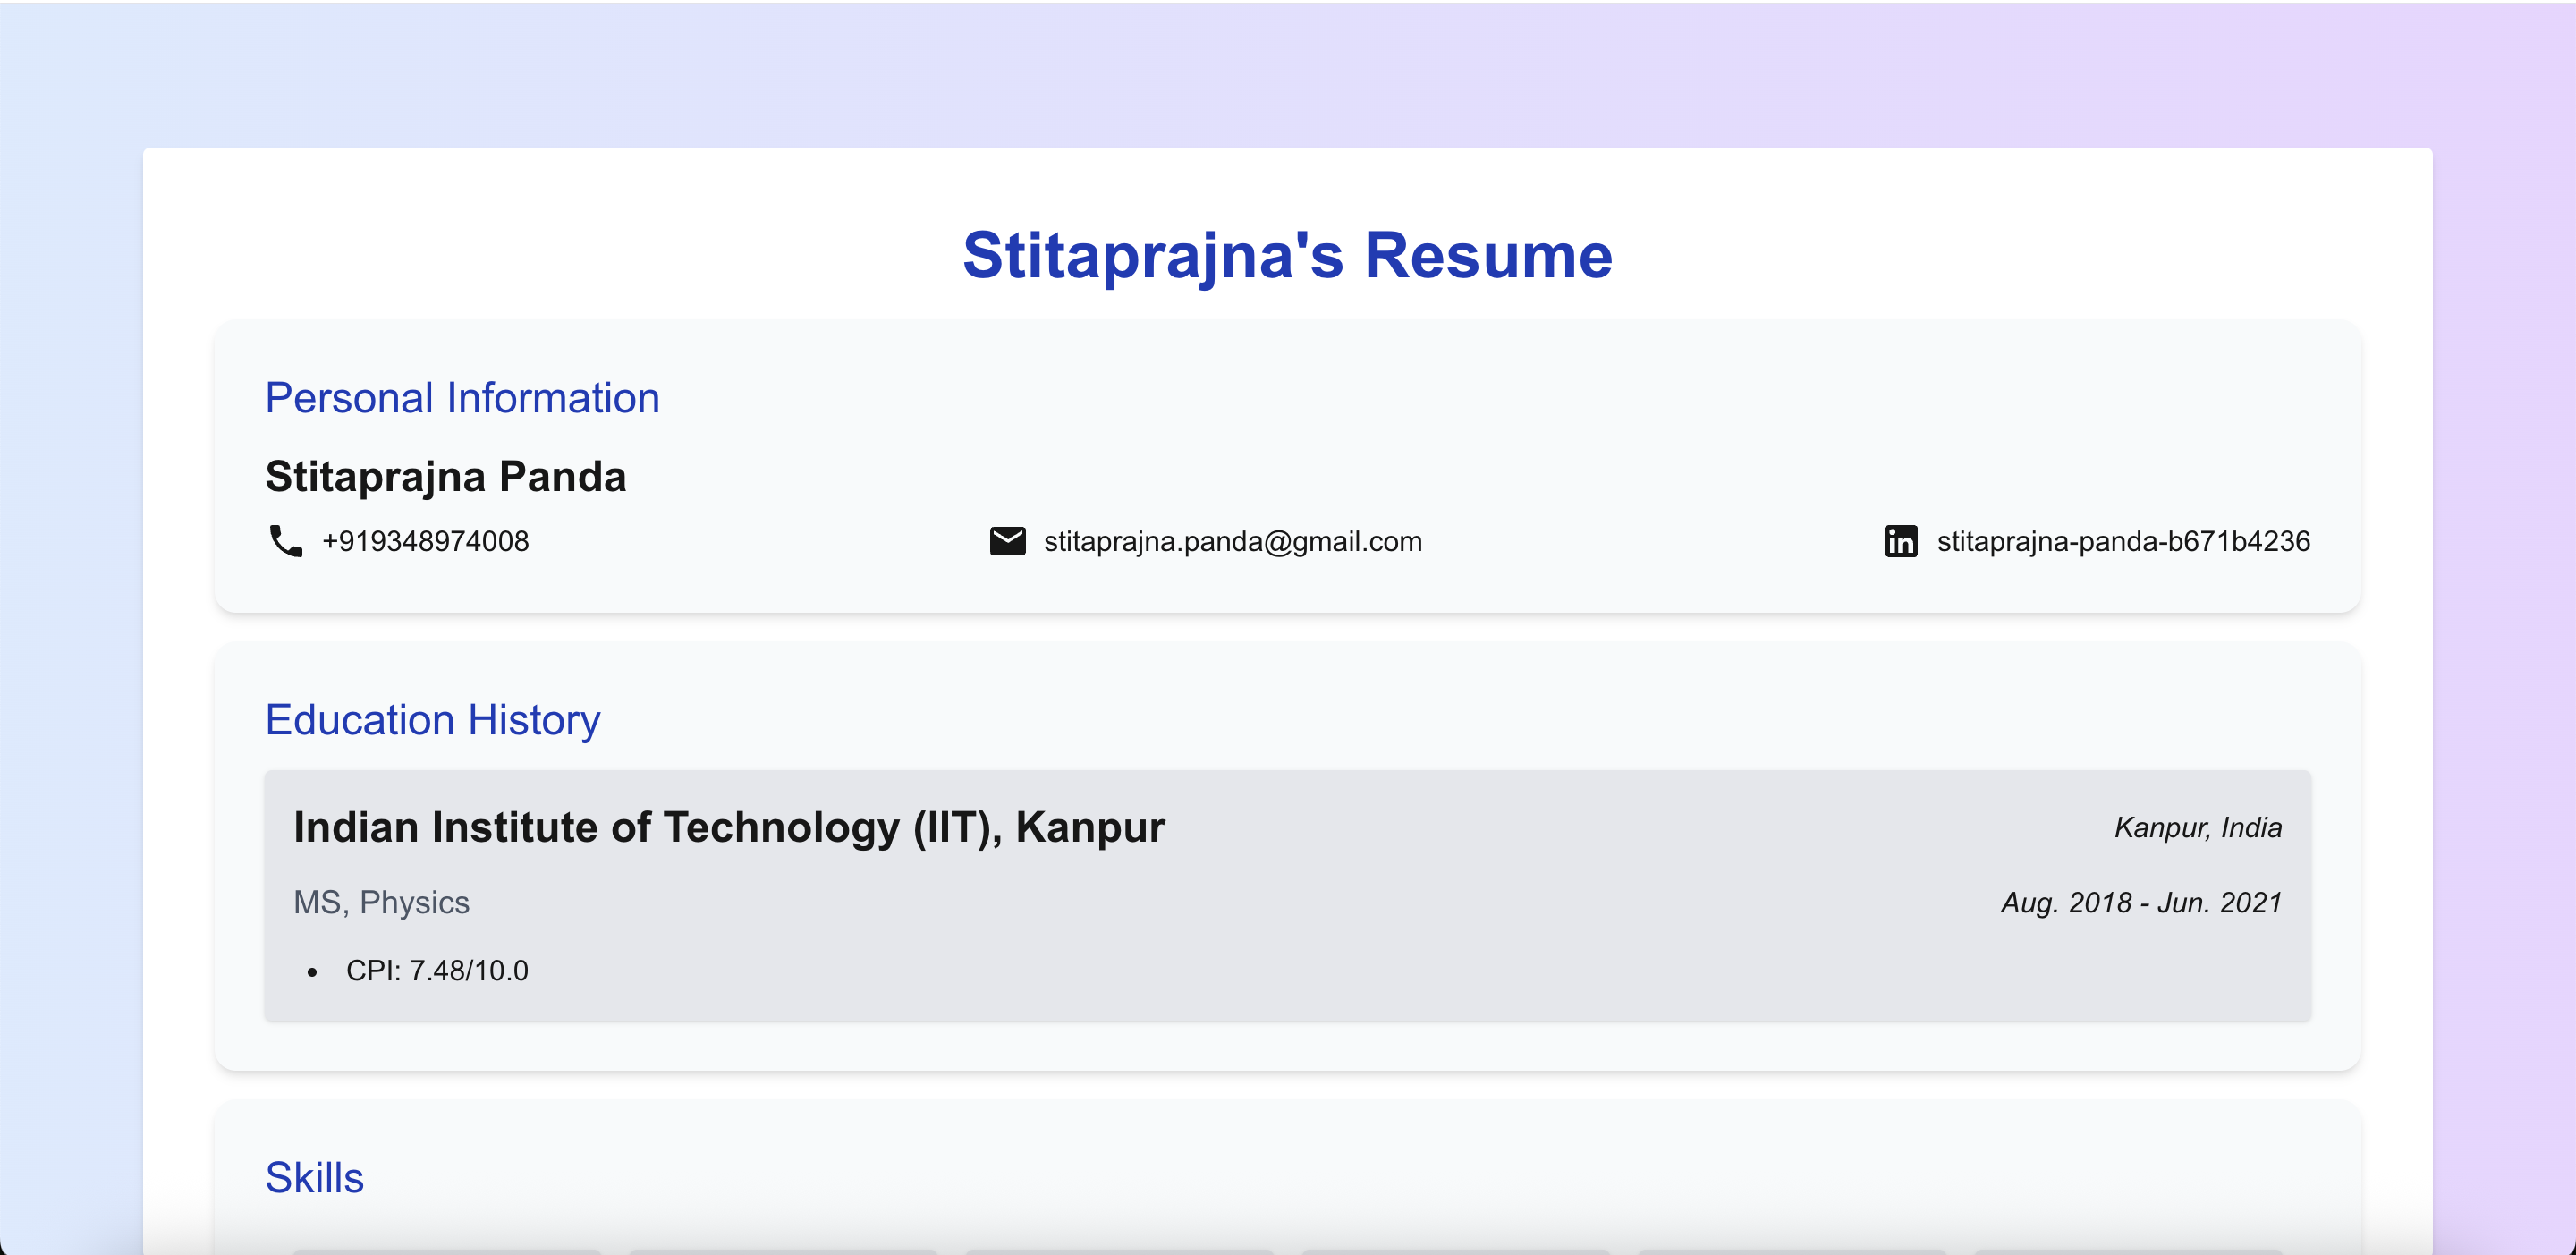 Stitaprajna's Resume
Personal Information
Stitaprajna Panda
+919348974008 stitaprajna.panda@gmail.com stitaprajna-panda-b671b4236
Education History
Indian Institute of Technology (IIT), Kanpur Kanpur, India
MS, Physics Aug. 2018 - Jun. 2021
• CPI: 7.48/10.0
Skills